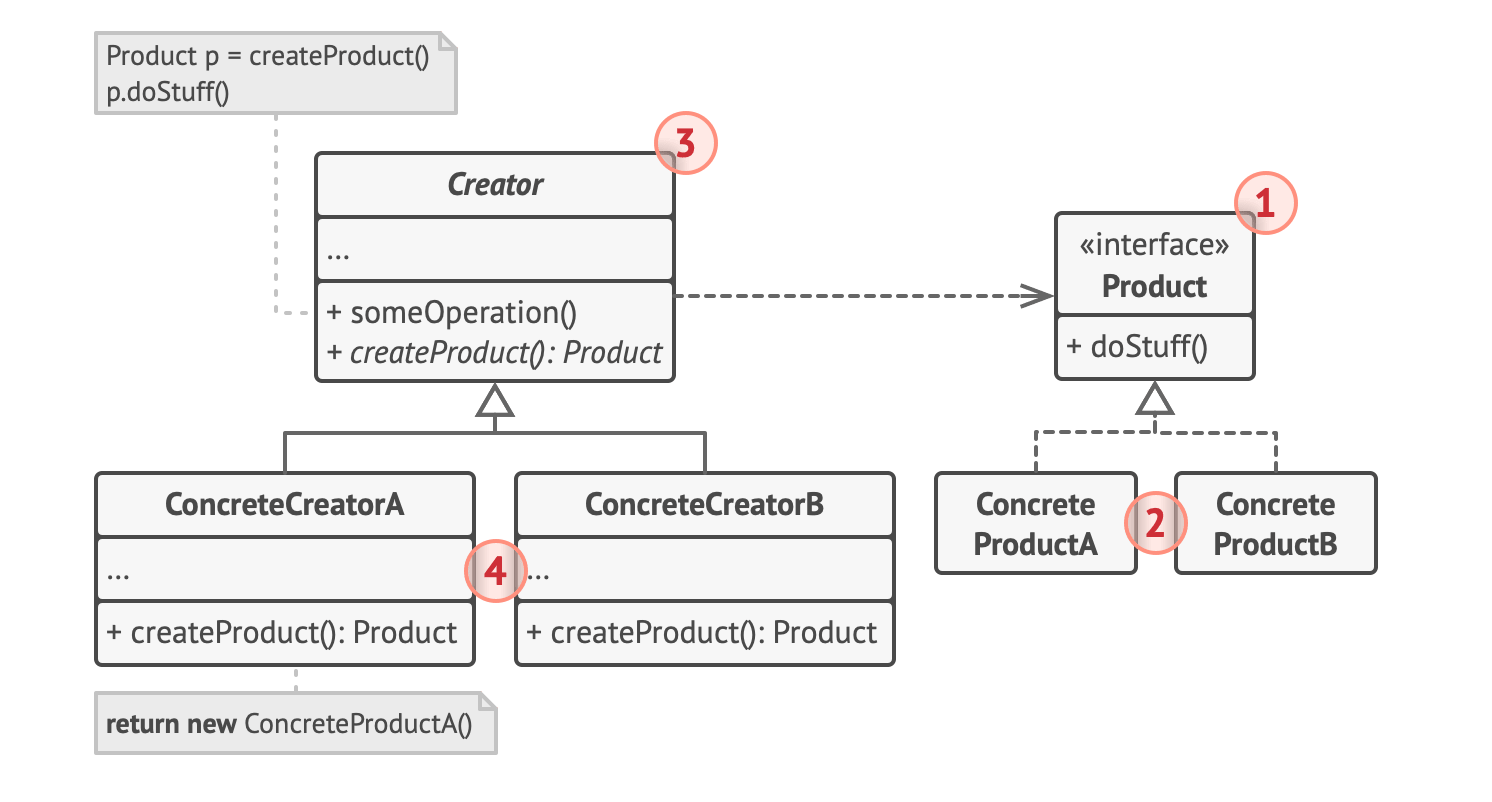 Product p = createProduct()
p.doStuff()
3
Creator
...
+ someOperation()
+ createProduct(): Product
1
«interface»
Product
+ doStuff()
ConcreteCreatorA
...
+ createProduct(): Product
4
ConcreteCreatorB
...
+ createProduct(): Product
Concrete
ProductA
2
Concrete
ProductB
return new ConcreteProductA()